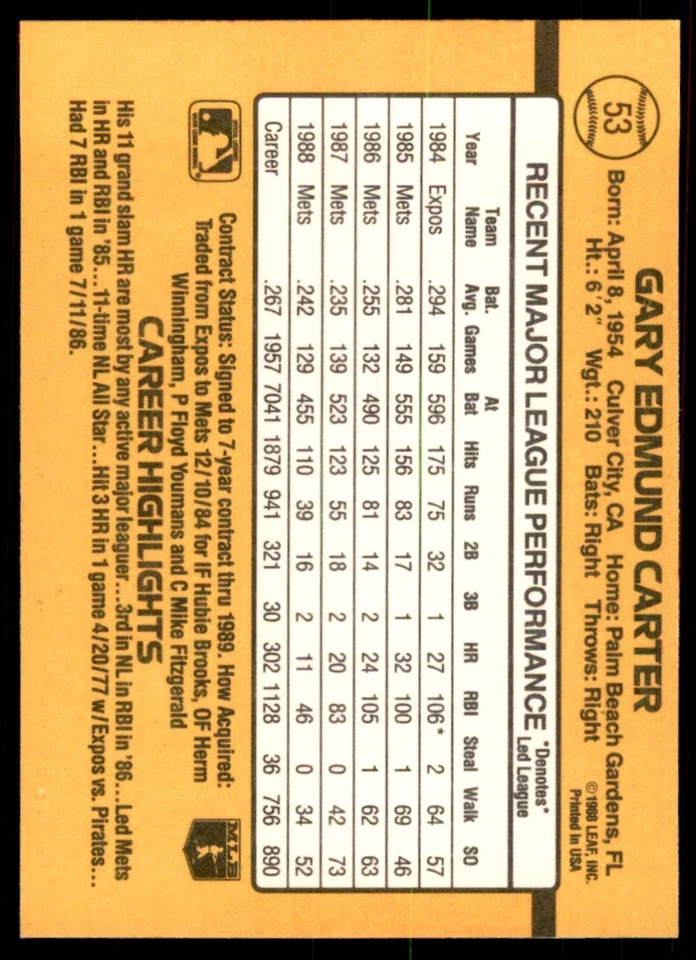 53
GARY EDMUND CARTER
Born: April 8, 1954 Culver City, CA Home: Palm Beach Gardens, FL
Ht.: 6'2" Wgt.: 210 Bats: Right Throws: Right
©1988 LEAF, INC.
Printed in USA
RECENT MAJOR LEAGUE PERFORMANCE *Denotes* Led League
Year Team Name Bat. Avg. Games At Bat Hits Runs 2B 3B HR RBI Steal Walk SO
1984 Expos .294 159 596 175 75 32 1 27 106* 2 64 57
1985 Mets .281 149 555 156 83 17 1 32 100 1 69 46
1986 Mets .255 132 490 125 81 14 2 24 105 1 62 63
1987 Mets .235 139 523 123 55 18 2 20 83 0 42 73
1988 Mets .242 129 455 110 39 16 2 11 46 0 34 52
Career .267 1957 7041 1879 941 321 30 302 1128 36 756 890
Contract Status: Signed to 7-year contract thru 1989. How Acquired:
Traded from Expos to Mets 12/10/84 for IF Hubie Brooks, OF Herm
Winningham, P Floyd Youmans and C Mike Fitzgerald
MLB
CAREER HIGHLIGHTS
His 11 grand slam HR are most by any active major leaguer...3rd in NL in RBI in '86...Led Mets
in HR and RBI in '85...11-time NL All Star...Hit 3 HR in 1 game 4/20/77 w/Expos vs. Pirates...
Had 7 RBI in 1 game 7/11/86.